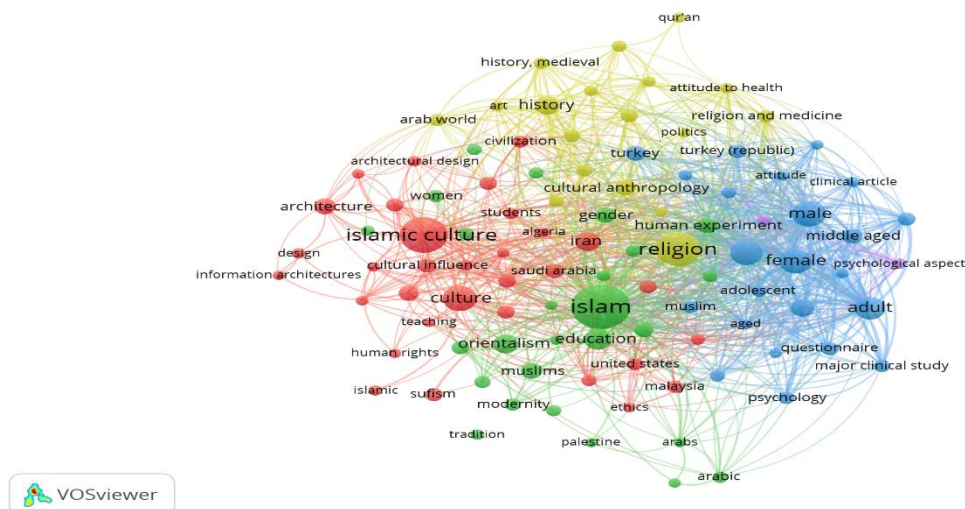 qur'an
history, medieval
attitude to health
art
history
religion and medicine
arab world
politics
civilization
turkey
turkey (republic)
architectural design
attitude
clinical article
women
cultural anthropology
architecture
students
gender
male
islamic culture
algeria
human experiment
iran
religion
middle aged
design
female
psychological aspect
information architectures
cultural influence
saudi arabia
adolescent
culture
islam
muslim
adult
teaching
aged
orientalism
education
questionnaire
human rights
muslims
united states
major clinical study
islamic
sufism
malaysia
psychology
modernity
ethics
tradition
palestine
arabs
arabic
VOSviewer